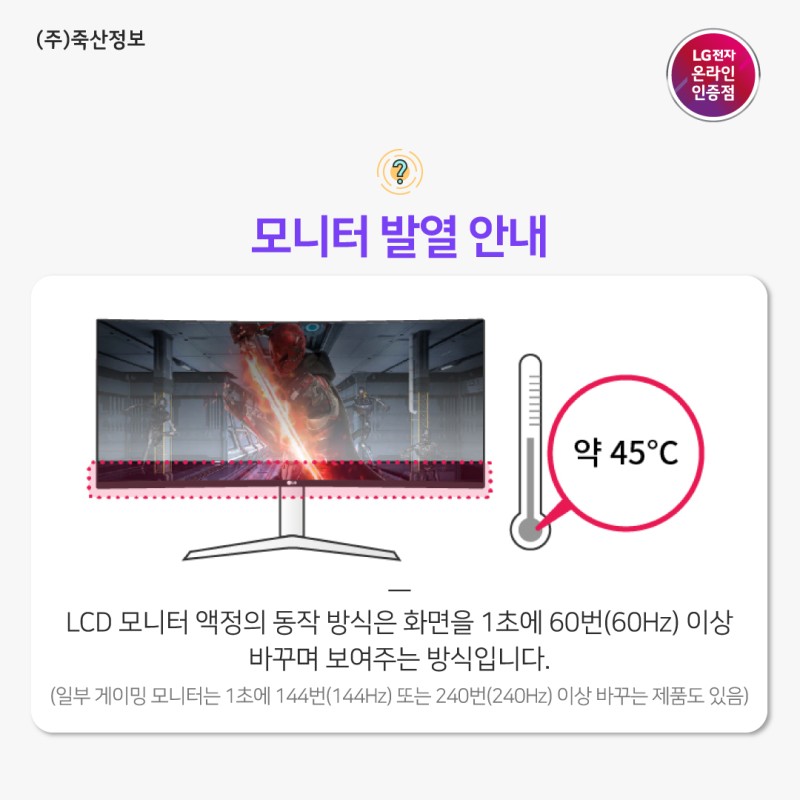 (주)죽산정보
LG전자
온라인
인증점
?
모니터 발열 안내
LG
약 45°C
LCD 모니터 액정의 동작 방식은 화면을 1초에 60번(60Hz) 이상
바꾸며 보여주는 방식입니다.
(일부 게이밍 모니터는 1초에 144번(144Hz) 또는 240번(240Hz) 이상 바꾸는 제품도 있음)